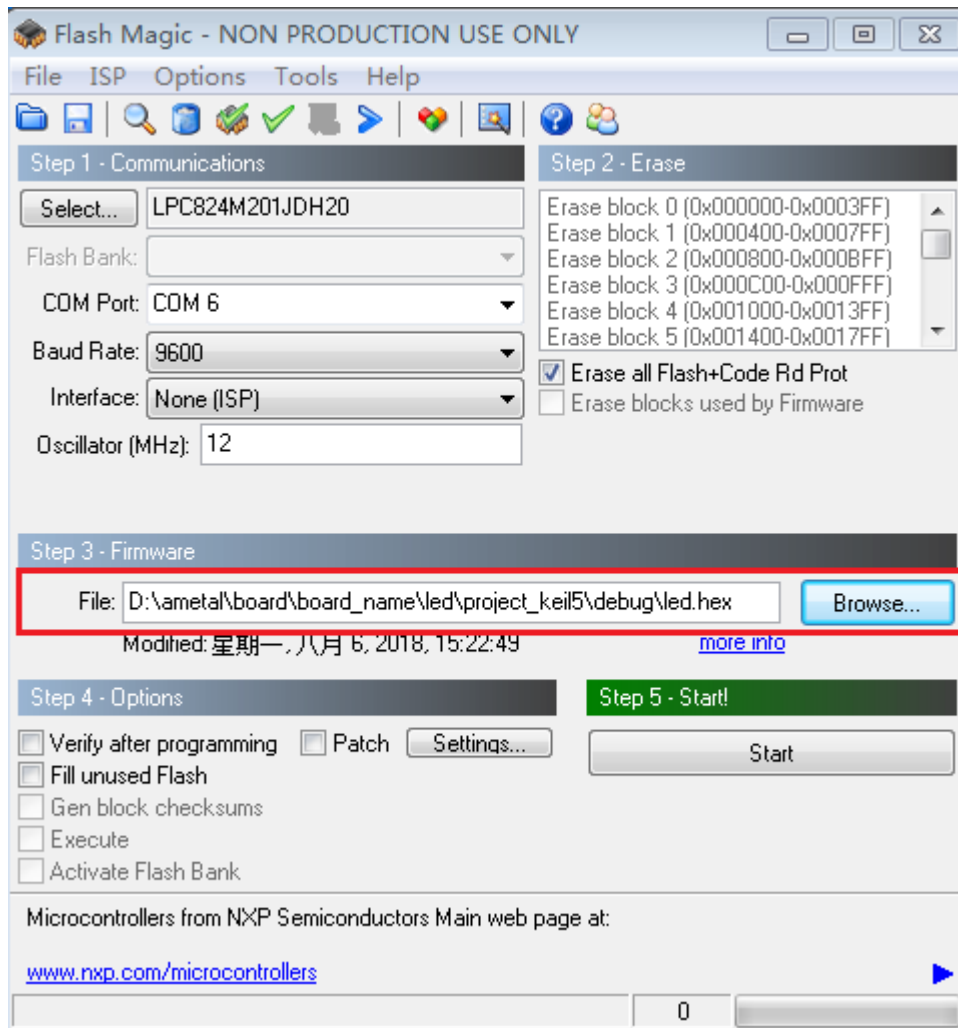 Flash Magic - NON PRODUCTION USE ONLY
File ISP Options Tools Help
Step 1 - Communications
Select... LPC824M201JDH20
Flash Bank:
COM Port: COM 6
Baud Rate: 9600
Interface: None (ISP)
Oscillator (MHz): 12
Step 2 - Erase
Erase block 0 (0x000000-0x0003FF)
Erase block 1 (0x000400-0x0007FF)
Erase block 2 (0x000800-0x000BFF)
Erase block 3 (0x000C00-0x000FFF)
Erase block 4 (0x001000-0x0013FF)
Erase block 5 (0x001400-0x0017FF)
Erase all Flash+Code Rd Prot
Erase blocks used by Firmware
Step 3 - Firmware
File: D:\ametal\board\board_name\led\project_keil5\debug\led.hex Browse...
Modified: 星期一, 八月 6, 2018, 15:22:49 more info
Step 4 - Options
Verify after programming Patch Settings...
Fill unused Flash
Gen block checksums
Execute
Activate Flash Bank
Step 5 - Start!
Start
Microcontrollers from NXP Semiconductors Main web page at:
www.nxp.com/microcontrollers
0